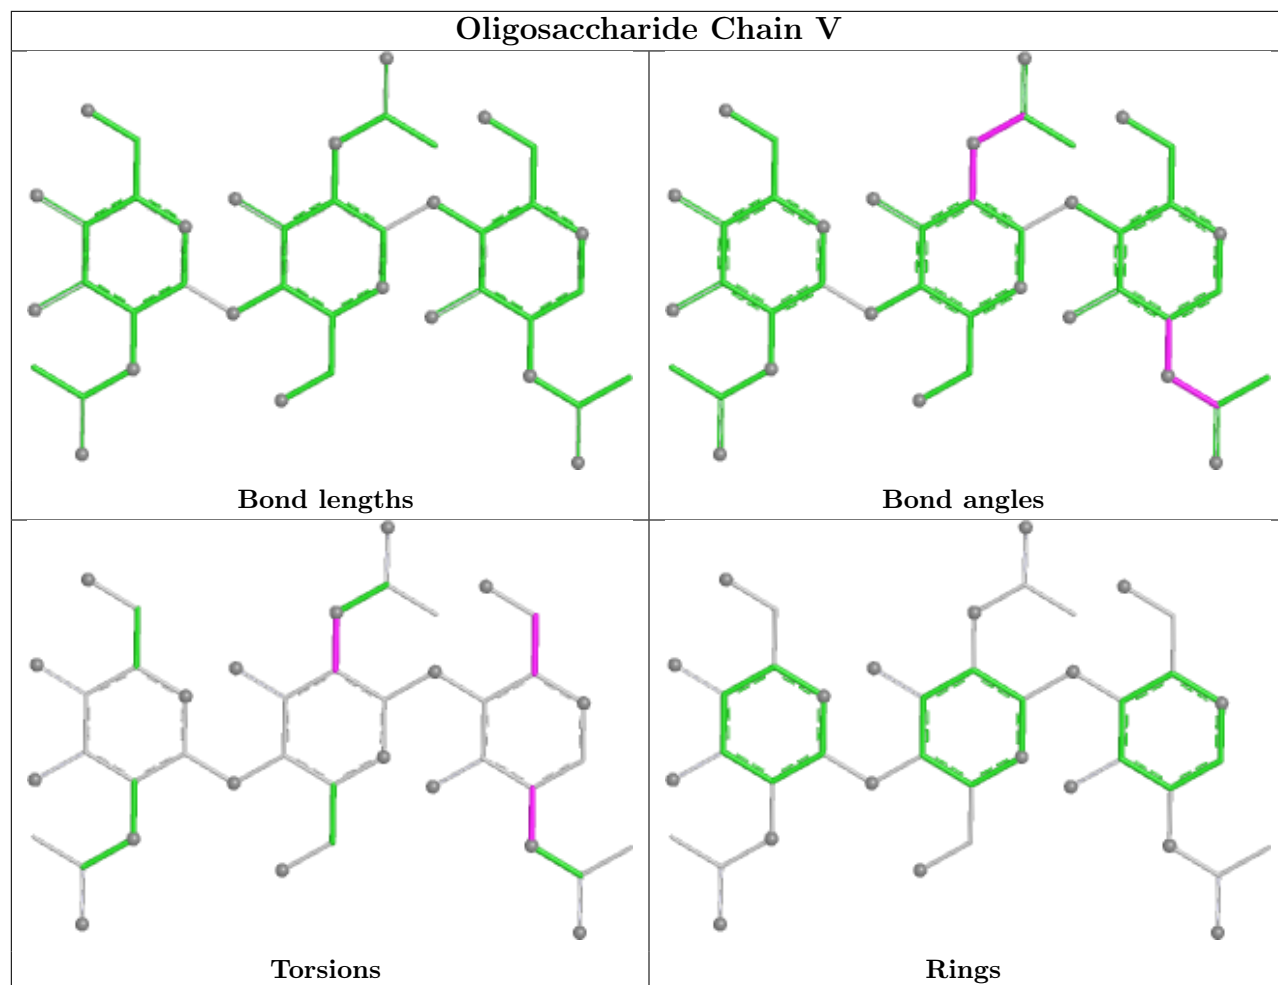 Oligosaccharide Chain V
Bond lengths
Bond angles
Torsions
Rings